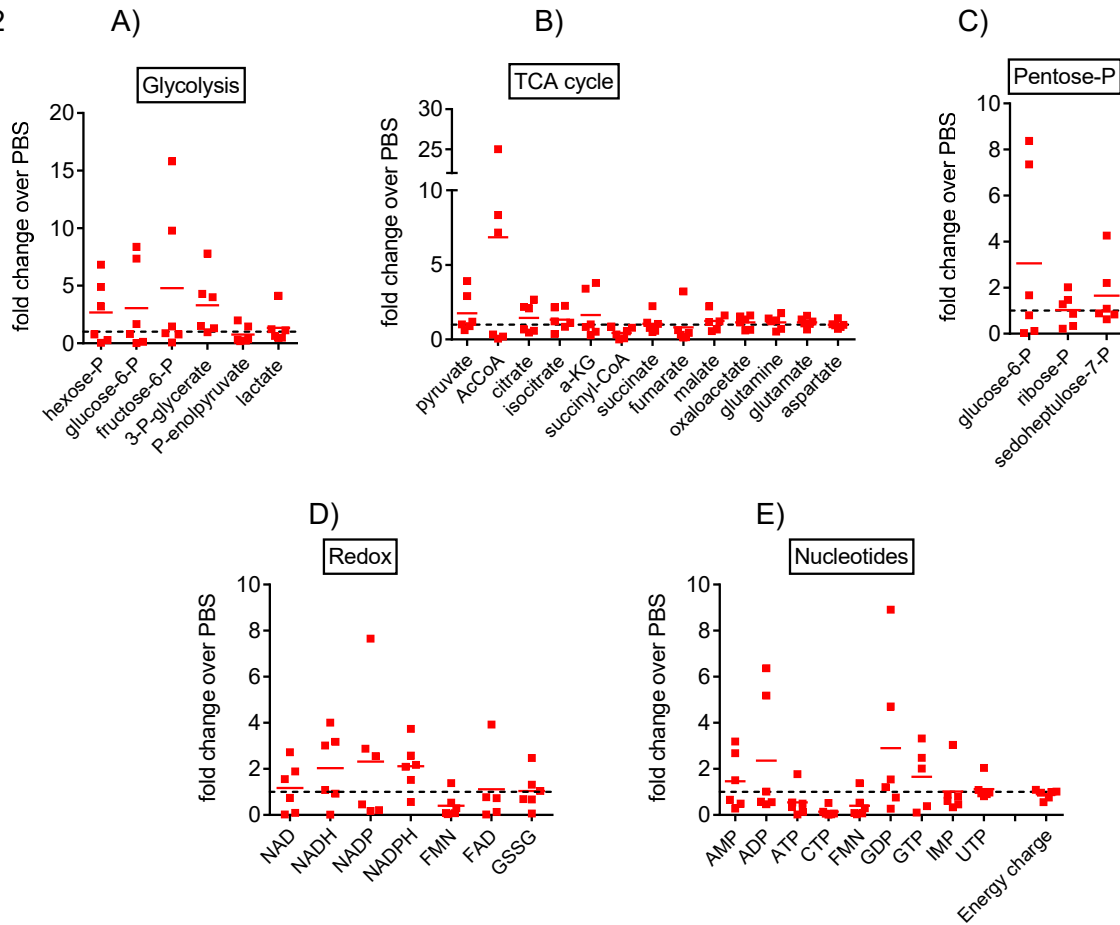 2
A)
B)
C)
Glycolysis
TCA cycle
Pentose-P
fold change over PBS
20
15
10
5
0
hexose-P
glucose-6-P
fructose-6-P
3-P-glycerate
P-enolpyruvate
lactate
fold change over PBS
30
25
10
5
0
pyruvate
AcCoA
citrate
isocitrate
a-KG
succinyl-CoA
succinate
fumarate
malate
oxaloacetate
glutamine
glutamate
aspartate
fold change over PBS
10
8
6
4
2
0
glucose-6-P
ribose-P
sedoheptulose-7-P
D)
E)
Redox
Nucleotides
fold change over PBS
10
8
6
4
2
0
NAD
NADH
NADP
NADPH
FMN
FAD
GSSG
fold change over PBS
10
8
6
4
2
0
AMP
ADP
ATP
CTP
FMN
GDP
GTP
IMP
UTP
Energy charge